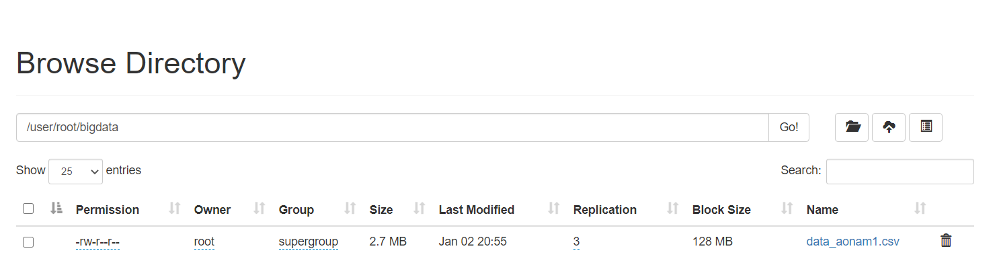 Browse Directory
/user/root/bigdata Go!
Show 25 entries Search:
Permission Owner Group Size Last Modified Replication Block Size Name
-rw-r--r-- root supergroup 2.7 MB Jan 02 20:55 3 128 MB data_aonam1.csv